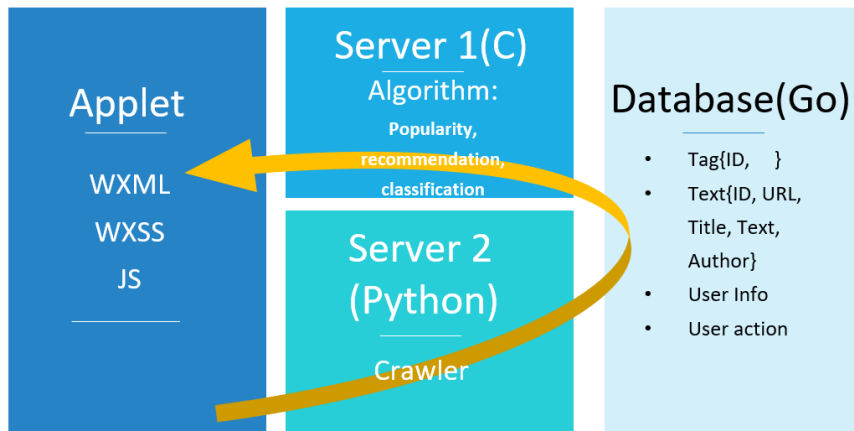 Applet
WXML
WXSS
JS
Server 1(C)
Algorithm:
Popularity,
recommendation,
classification
Server 2
(Python)
Crawler
Database(Go)
• Tag{ID, }
• Text{ID, URL,
Title, Text,
Author}
• User Info
• User action